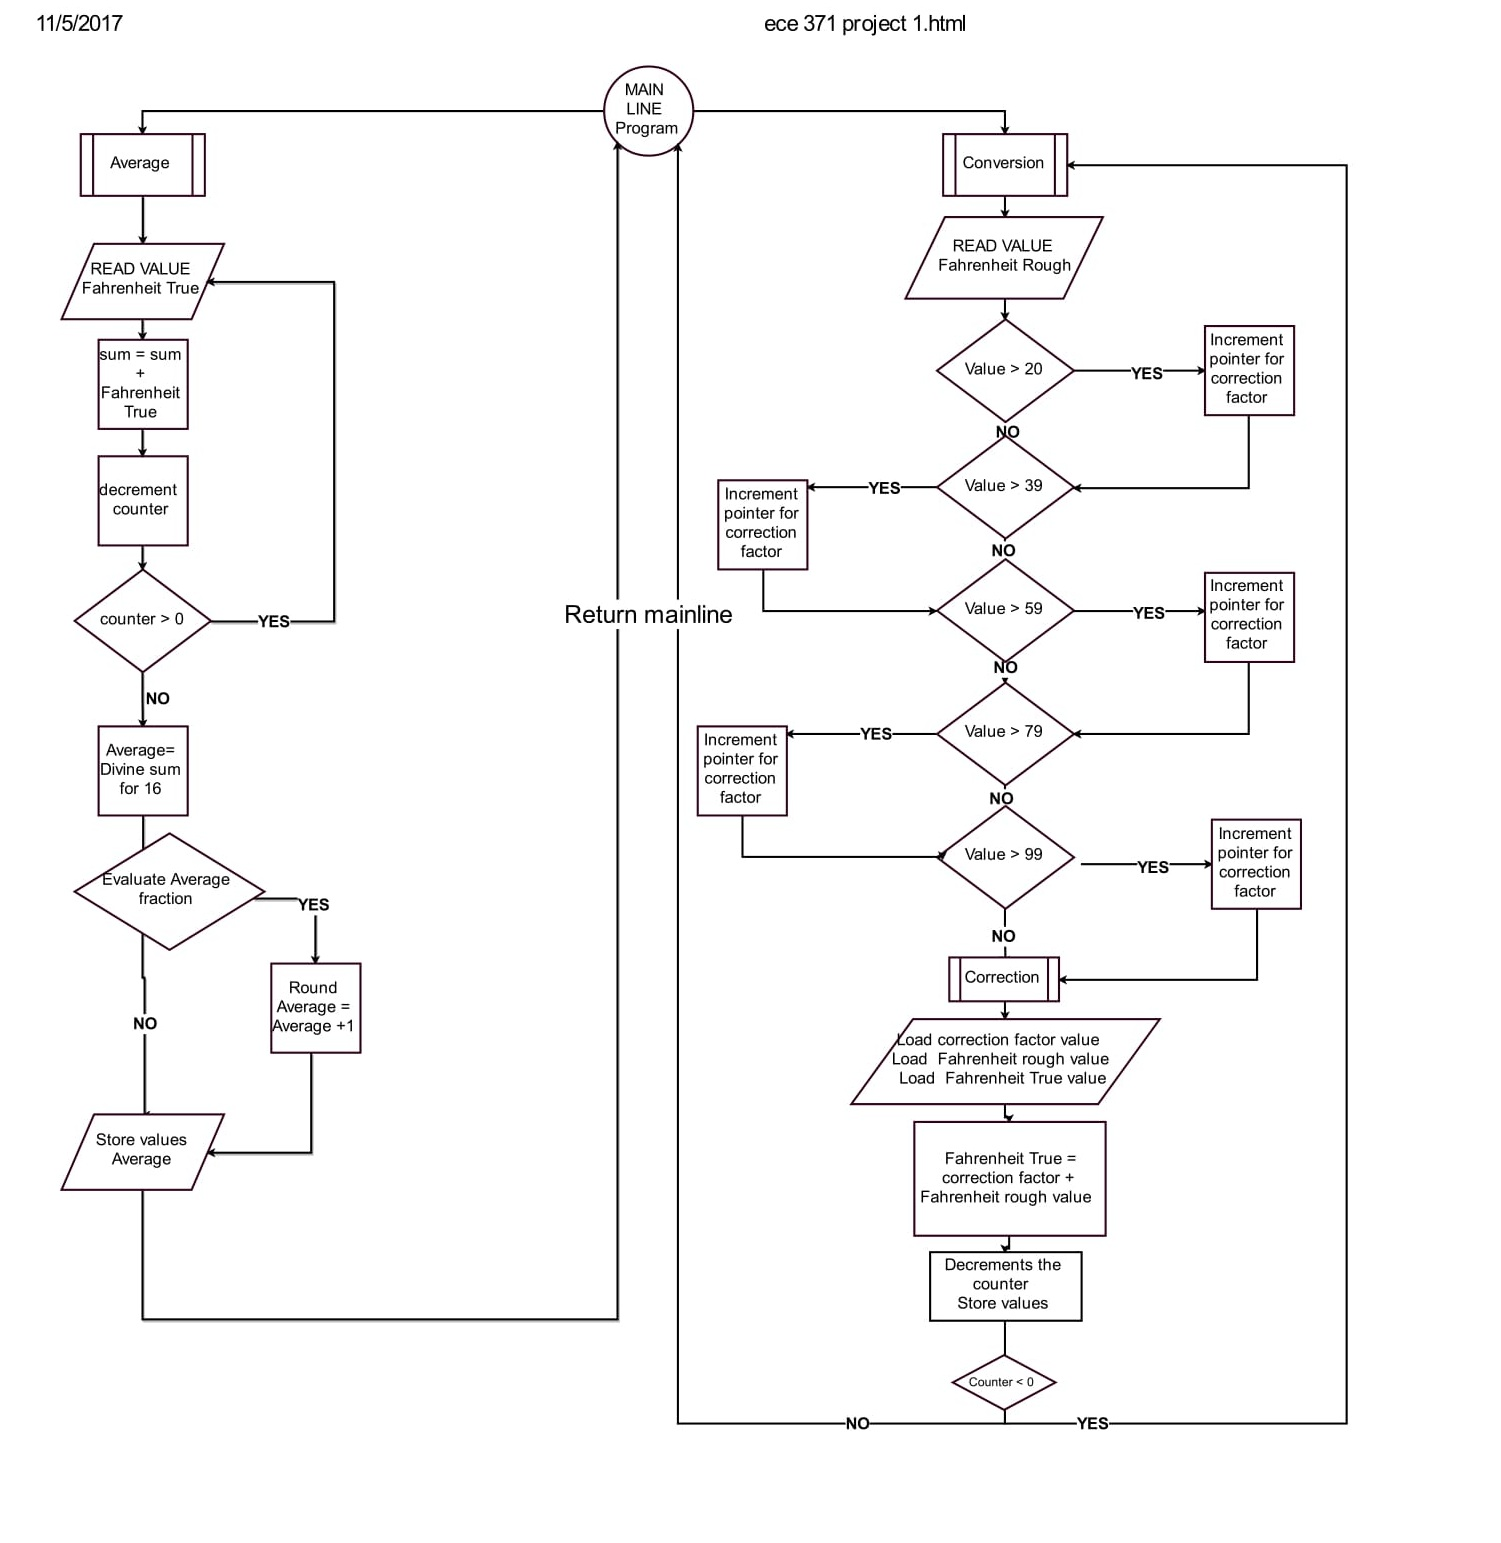 11/5/2017
ece 371 project 1.html
MAIN
LINE
Program
Average
READ VALUE
Fahrenheit True
sum = sum
+
Fahrenheit
True
decrement
counter
counter > 0
YES
NO
Average=
Divine sum
for 16
Evaluate Average
fraction
YES
Round
Average =
Average +1
NO
Store values
Average
Return mainline
Conversion
READ VALUE
Fahrenheit Rough
Value > 20
YES
Increment
pointer for
correction
factor
NO
Value > 39
YES
Increment
pointer for
correction
factor
NO
Value > 59
YES
Increment
pointer for
correction
factor
NO
Value > 79
YES
Increment
pointer for
correction
factor
NO
Value > 99
YES
Increment
pointer for
correction
factor
NO
Correction
Load correction factor value
Load Fahrenheit rough value
Load Fahrenheit True value
Fahrenheit True =
correction factor +
Fahrenheit rough value
Decrements the
counter
Store values
Counter < 0
NO
YES